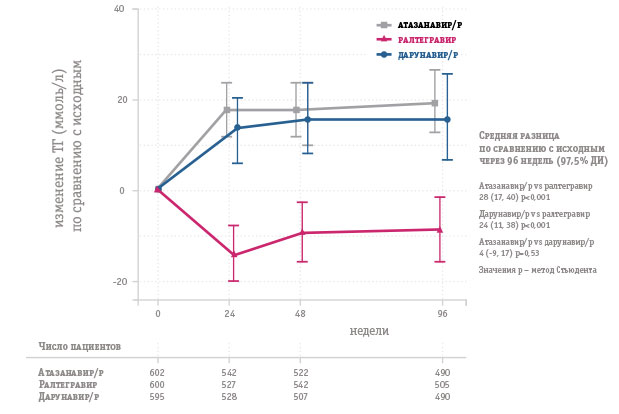 40
20
0
-20
изменение ТГ (ммоль/л)
по сравнению с исходным
атазанавир/р
ралтегравир
дарунавир/р
0 24 48 96
недели
Средняя разница
по сравнению с исходным
через 96 недель (97,5% ДИ)
Атазанавир/р vs ралтегравир
28 (17, 40) p<0,001
Дарунавир/р vs ралтегравир
24 (11, 38) p<0,001
Атазанавир/р vs дарунавир/р
4 (-9, 17) p=0,53
Значения p – метод Стьюдента
Число пациентов
Атазанавир/р 602 542 522 490
Ралтегравир 600 527 542 505
Дарунавир/р 595 528 507 490